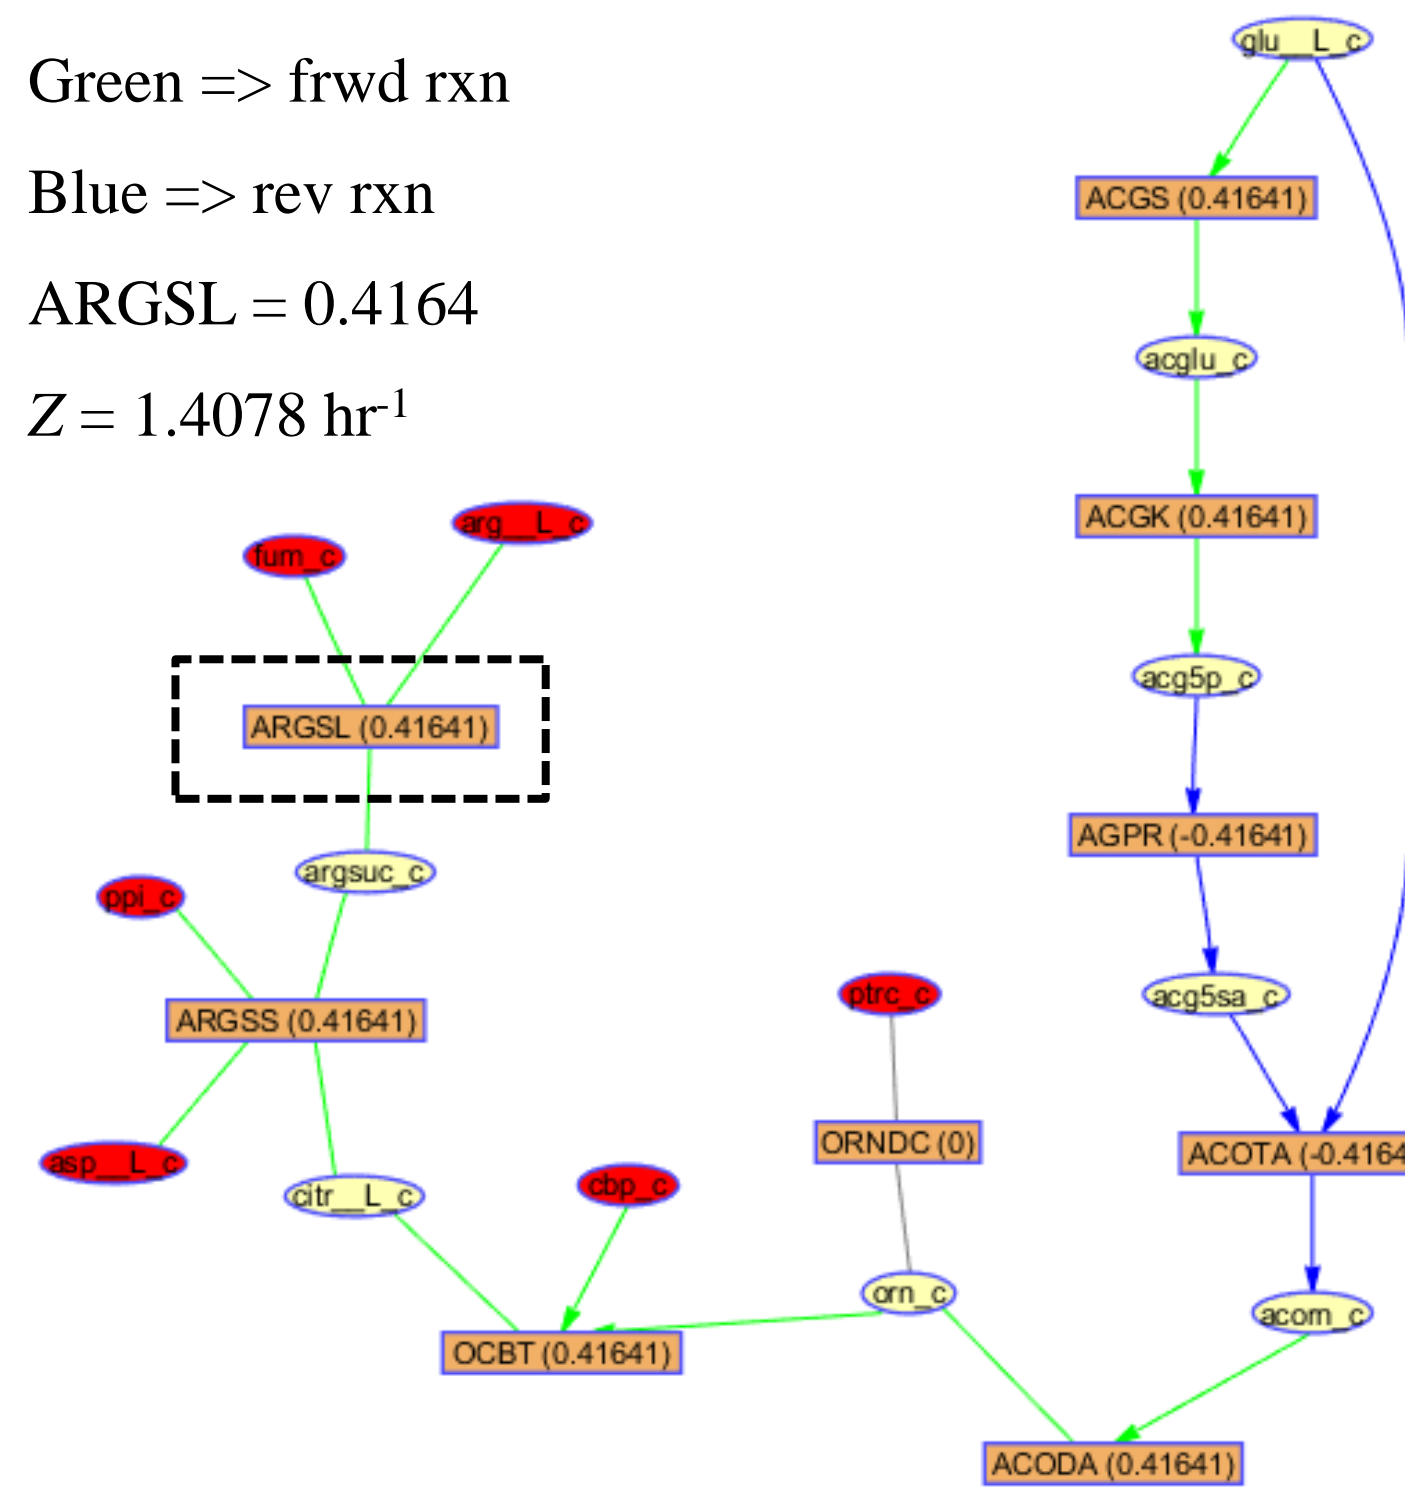 Green => frwd rxn
Blue => rev rxn
ARGSL = 0.4164
Z = 1.4078 hr-1
glu__L_c
ACGS (0.41641)
acglu_c
ACGK (0.41641)
acg5p_c
AGPR (-0.41641)
acg5sa_c
ACOTA (-0.4164
acorn_c
ACODA (0.41641)
fum_c
arg__L_c
ARGSL (0.41641)
argsuc_c
ppi_c
ARGSS (0.41641)
asp__L_c
citr__L_c
cbp_c
ptrc_c
ORNDC (0)
orn_c
OCBT (0.41641)